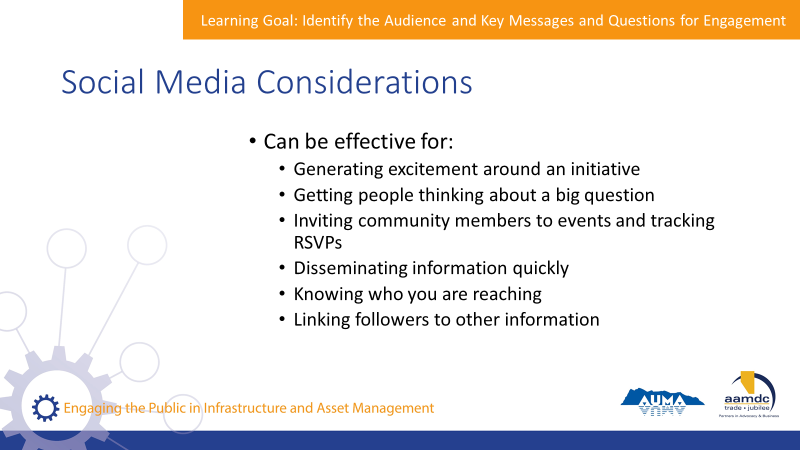 Learning Goal: Identify the Audience and Key Messages and Questions for Engagement
Social Media Considerations
• Can be effective for:
• Generating excitement around an initiative
• Getting people thinking about a big question
• Inviting community members to events and tracking
RSVPs
• Disseminating information quickly
• Knowing who you are reaching
• Linking followers to other information
Engaging the Public in Infrastructure and Asset Management
AUMA
aamdc
trade • jubilee
Partners in Advocacy & Business